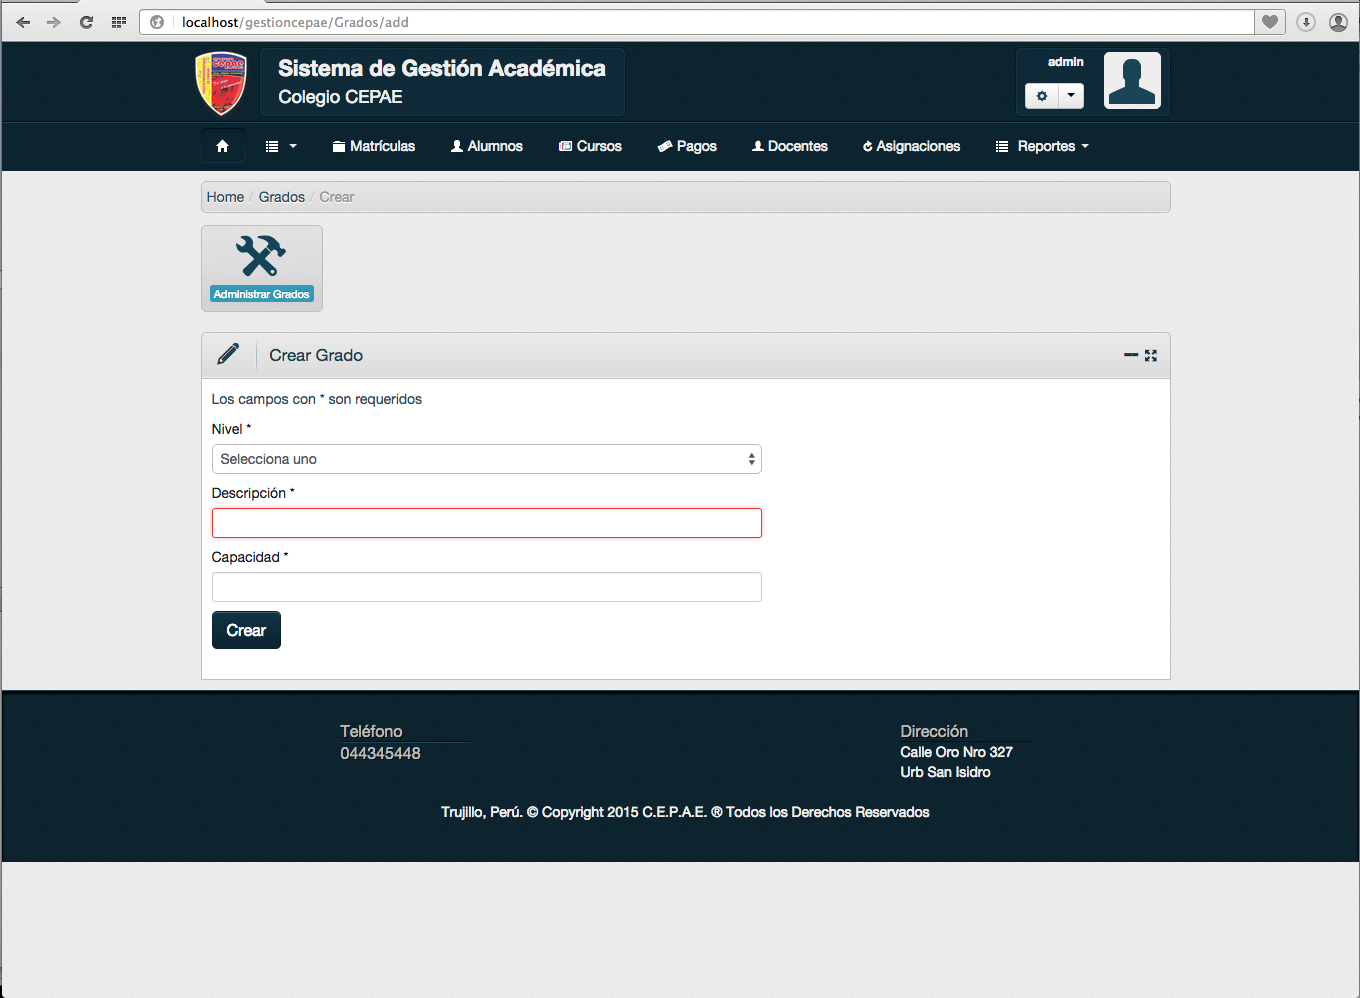 localhost/gestioncepae/Grados/add
cepae
Sistema de Gestión Académica
Colegio CEPAE
admin
Matrículas
Alumnos
Cursos
Pagos
Docentes
Asignaciones
Reportes
Home / Grados / Crear
Administrar Grados
Crear Grado
Los campos con * son requeridos
Nivel *
Selecciona uno
Descripción *
Capacidad *
Crear
Teléfono
044345448
Dirección
Calle Oro Nro 327
Urb San Isidro
Trujillo, Perú. © Copyright 2015 C.E.P.A.E. ® Todos los Derechos Reservados